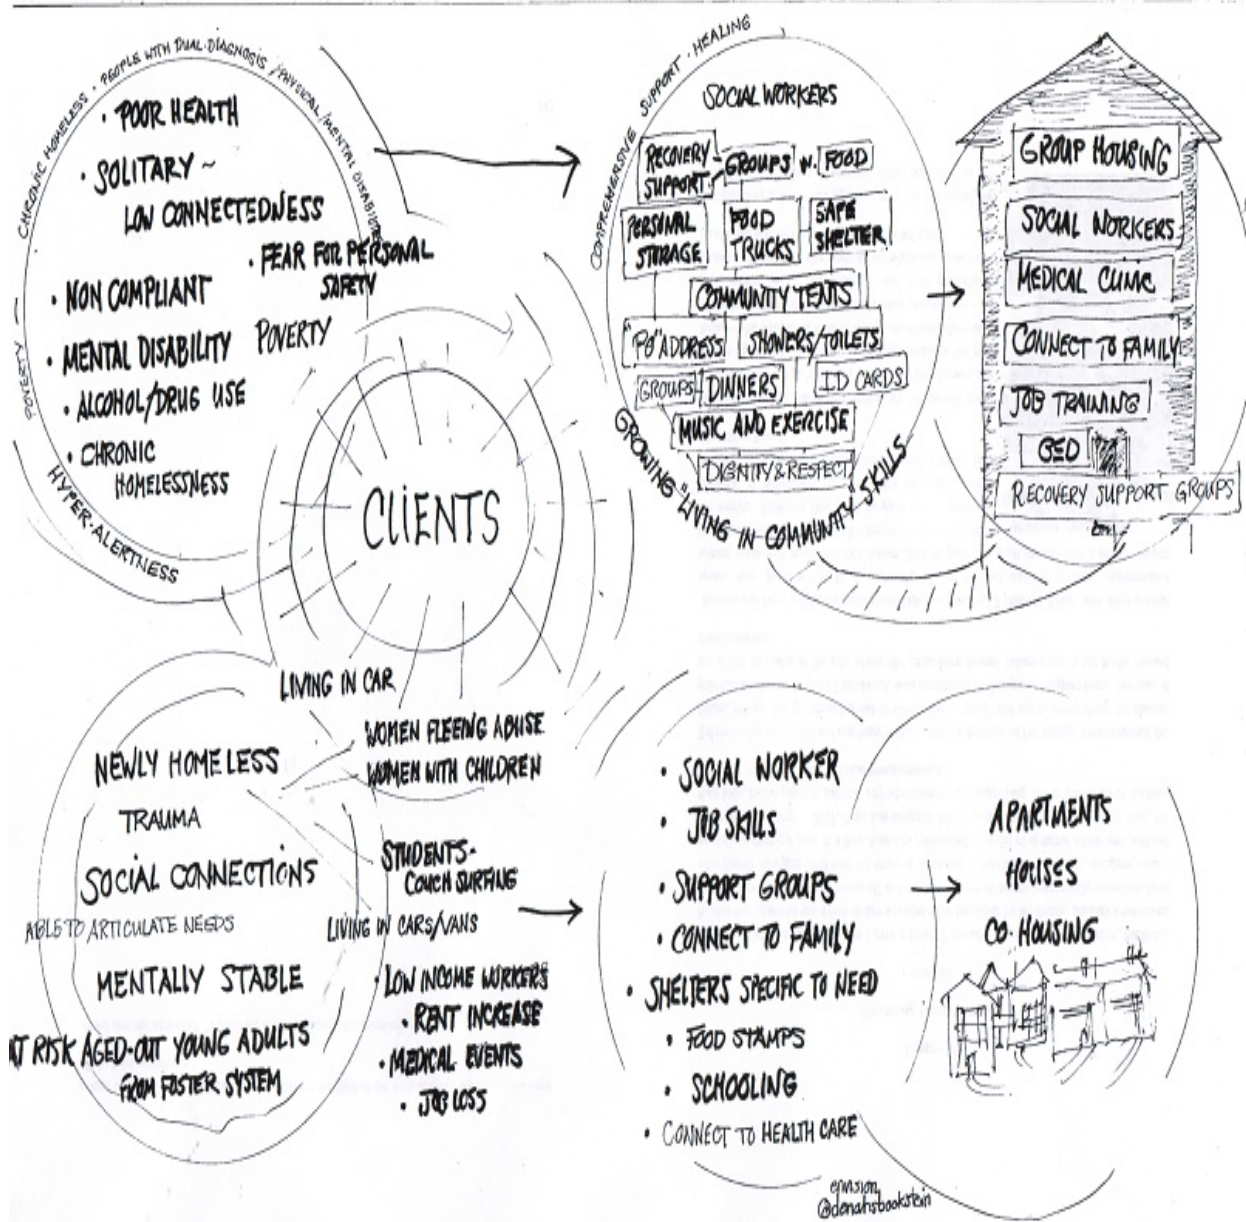 CHRONIC HOMELESS · PEOPLE WITH DUAL·DIAGNOSIS /PHYSICAL/MENTAL DISABILITIES
POVERTY
HYPER·ALERTNESS
· POOR HEALTH
· SOLITARY ~
LOW CONNECTEDNESS
· FEAR FOR PERSONAL
SAFETY
· NON COMPLIANT
POVERTY
· MENTAL DISABILITY
· ALCOHOL/DRUG USE
· CHRONIC
HOMELESSNESS
CLIENTS
COMPREHENSIVE SUPPORT · HEALING
SOCIAL WORKERS
RECOVERY
SUPPORT
GROUPS W. FOOD
PERSONAL
STORAGE
FOOD
TRUCKS
SAFE
SHELTER
COMMUNITY TENTS
"PO" ADDRESS
SHOWERS/TOILETS
GROUPS
DINNERS
ID CARDS
MUSIC AND EXERCISE
DIGNITY & RESPECT
GROWING "LIVING IN COMMUNITY" SKILLS
GROUP HOUSING
SOCIAL WORKERS
MEDICAL CLINIC
CONNECT TO FAMILY
JOB TRAINING
GED
RECOVERY SUPPORT GROUPS
LIVING IN CAR
WOMEN FLEEING ABUSE
WOMEN WITH CHILDREN
NEWLY HOMELESS
TRAUMA
SOCIAL CONNECTIONS
ABLE TO ARTICULATE NEEDS
MENTALLY STABLE
AT RISK AGED-OUT YOUNG ADULTS
FROM FOSTER SYSTEM
STUDENTS-
COUCH SURFING
LIVING IN CARS/VANS
· LOW INCOME WORKERS
· RENT INCREASE
· MEDICAL EVENTS
· JOB LOSS
· SOCIAL WORKER
· JOB SKILLS
· SUPPORT GROUPS
· CONNECT TO FAMILY
· SHELTERS SPECIFIC TO NEED
· FOOD STAMPS
· SCHOOLING
· CONNECT TO HEALTH CARE
APARTMENTS
HOUSES
CO·HOUSING
envision
@denahsbookstein